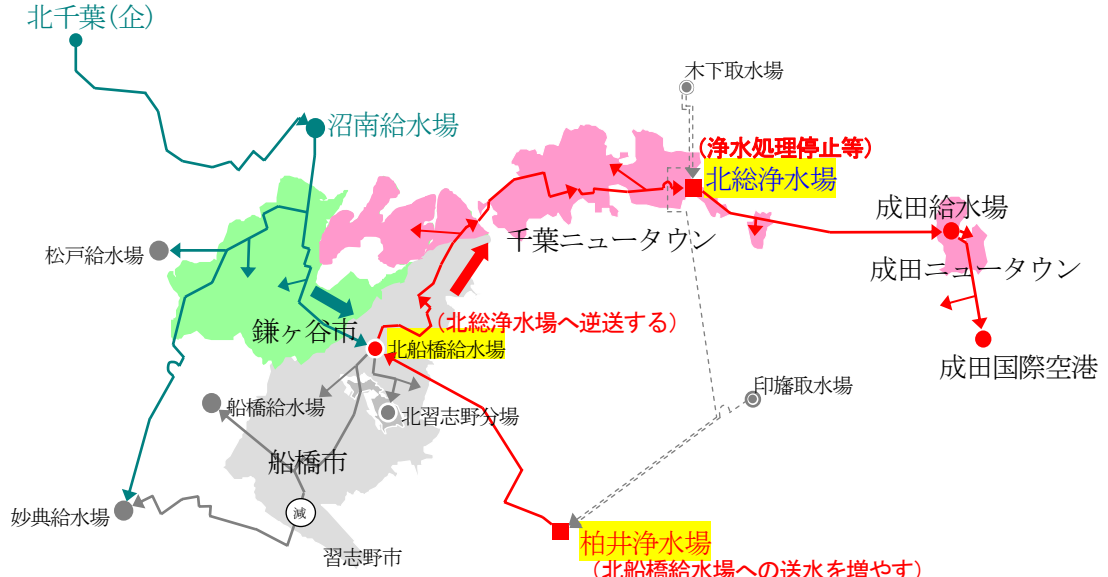 北千葉(企)
木下取水場
沼南給水場
(浄水処理停止等)
北総浄水場
成田給水場
千葉ニュータウン
松戸給水場
成田ニュータウン
(北総浄水場へ逆送する)
鎌ヶ谷市
北船橋給水場
成田国際空港
印旛取水場
船橋給水場
北習志野分場
船橋市
減
妙典給水場
柏井浄水場
習志野市
(北船橋給水場への送水を増やす)